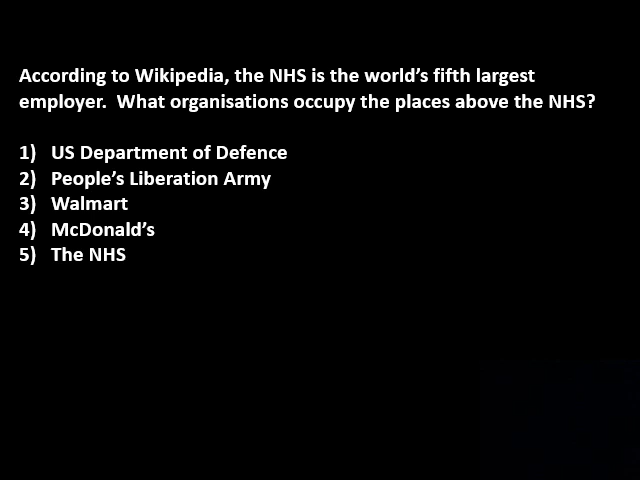 According to Wikipedia, the NHS is the world’s fifth largest
employer.  What organisations occupy the places above the NHS?
1) US Department of Defence
2) People’s Liberation Army
3) Walmart
4) McDonald’s
5) The NHS